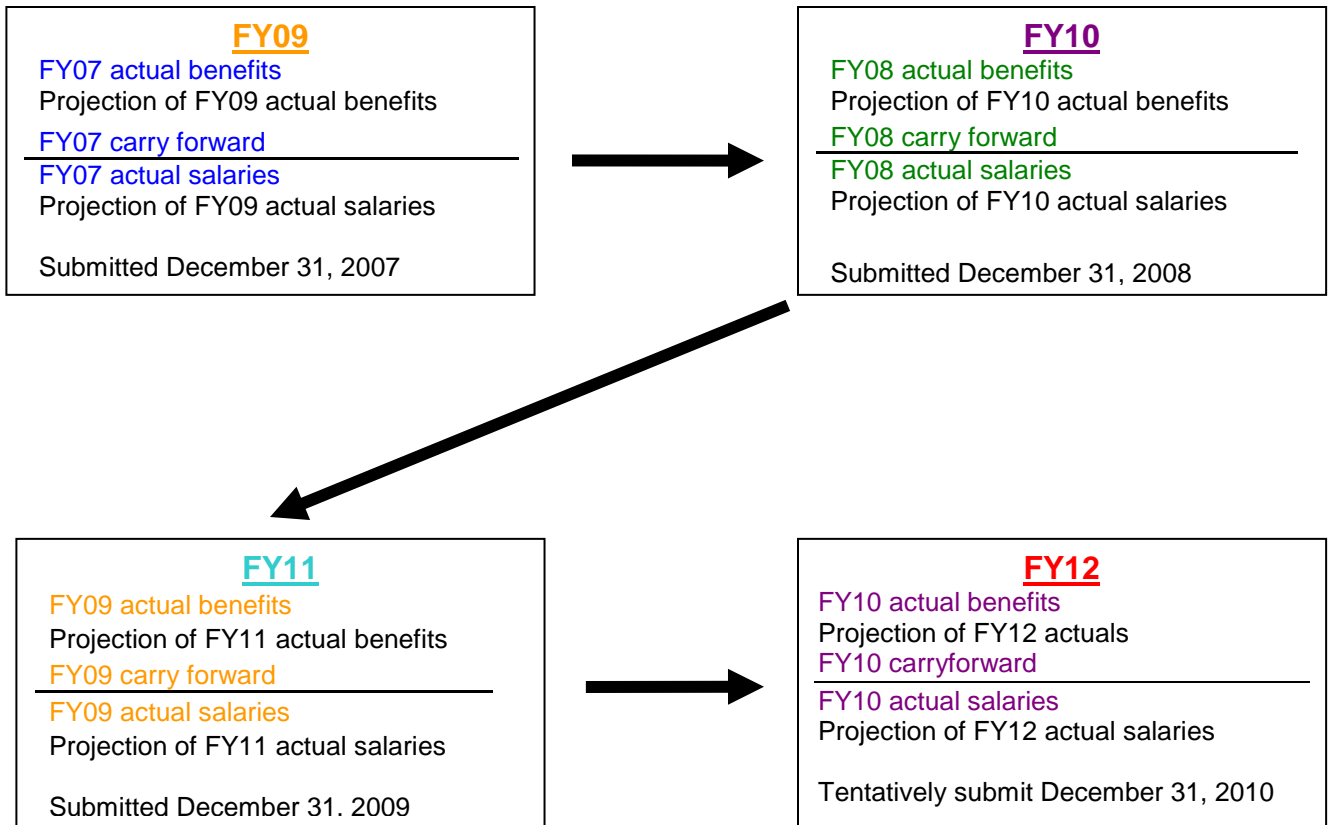 FY09
FY07 actual benefits
Projection of FY09 actual benefits
FY07 carry forward
FY07 actual salaries
Projection of FY09 actual salaries
Submitted December 31, 2007
FY10
FY08 actual benefits
Projection of FY10 actual benefits
FY08 carry forward
FY08 actual salaries
Projection of FY10 actual salaries
Submitted December 31, 2008
FY11
FY09 actual benefits
Projection of FY11 actual benefits
FY09 carry forward
FY09 actual salaries
Projection of FY11 actual salaries
Submitted December 31, 2009
FY12
FY10 actual benefits
Projection of FY12 actuals
FY10 carryforward
FY10 actual salaries
Projection of FY12 actual salaries
Tentatively submit December 31, 2010